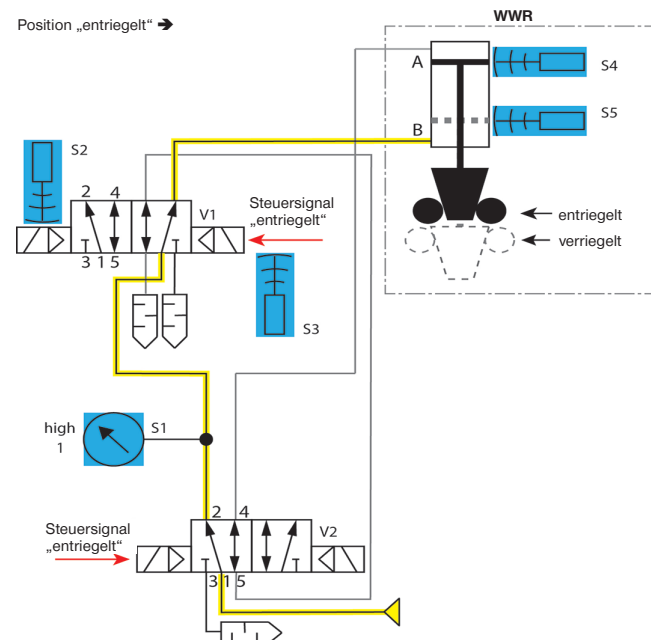 Position „entriegelt“ ➔
WWR
A
S4
S5
B
S2
2 4
V1
Steuersignal
„entriegelt“
entriegelt
verriegelt
3 1 5
S3
high
1
S1
2 4
V2
Steuersignal
„entriegelt“
3 1 5